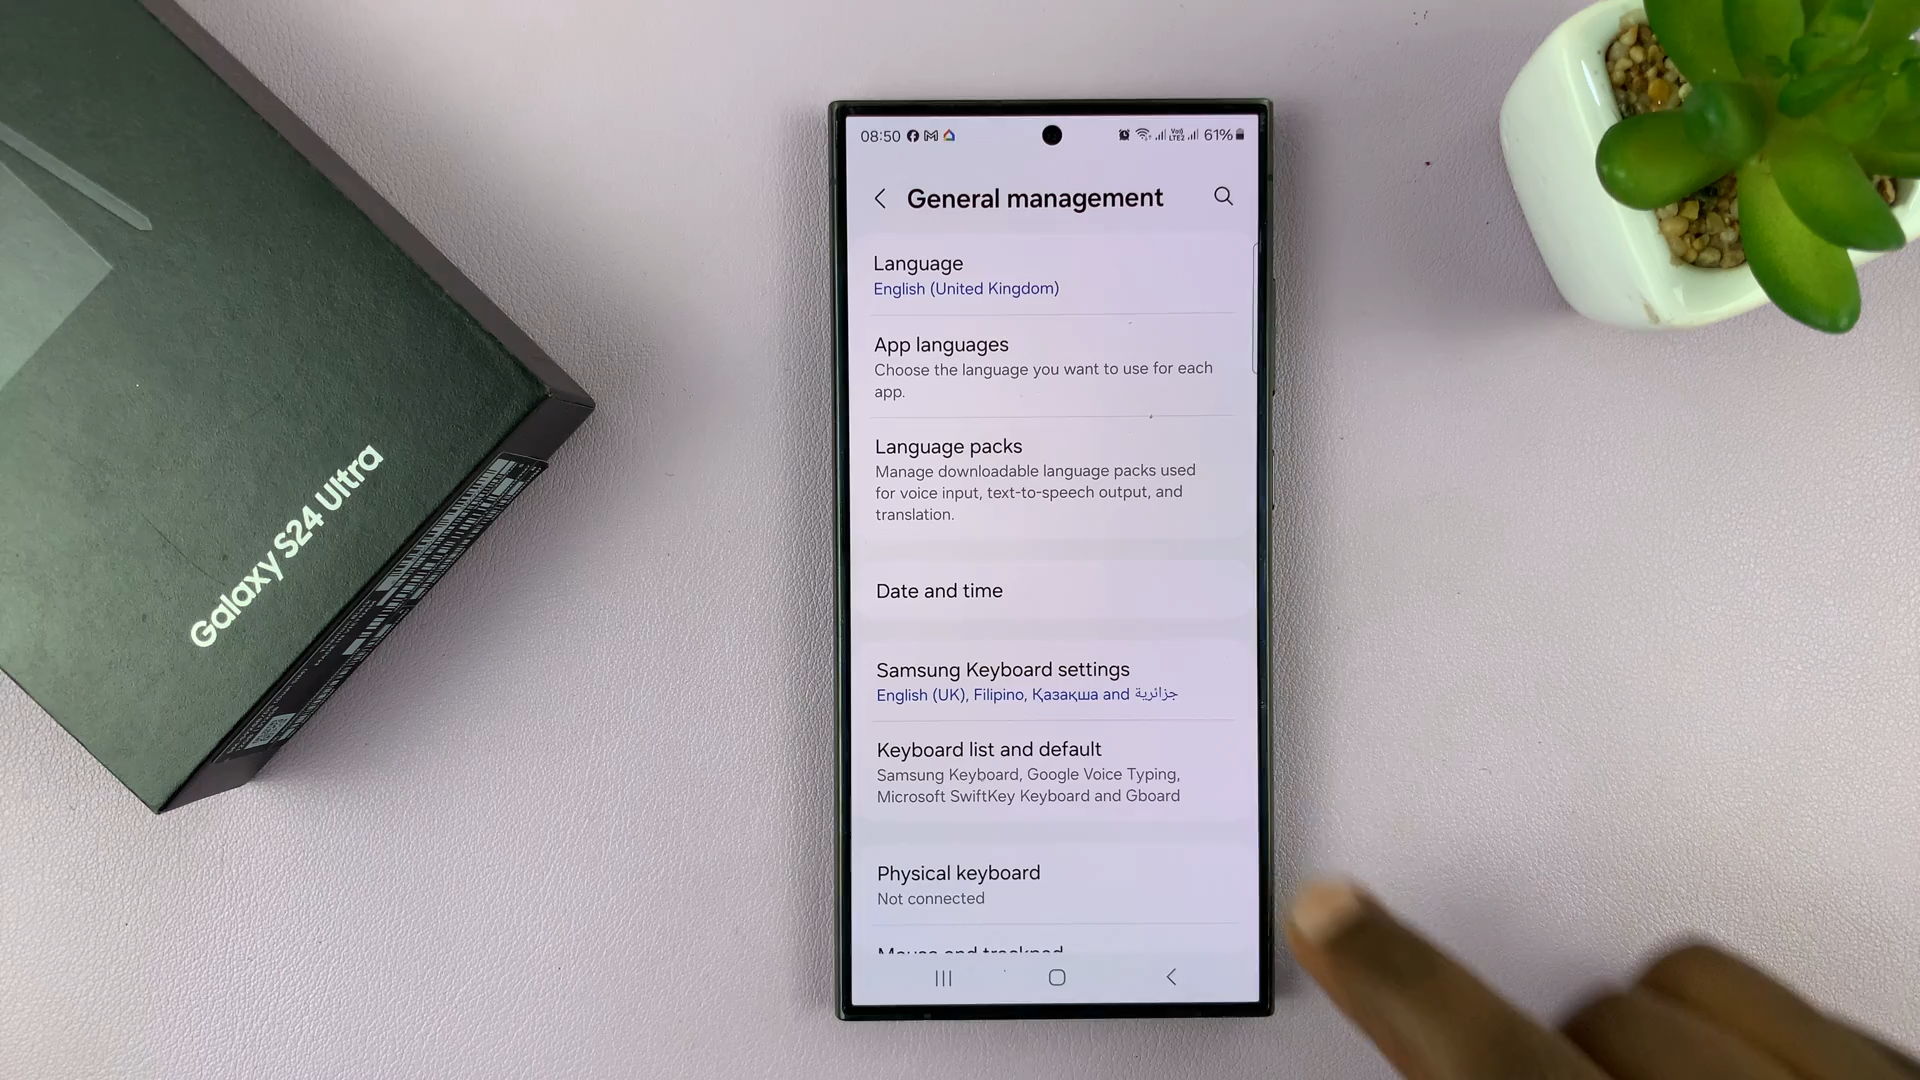 08:50 61%
General management
Language
English (United Kingdom)
App languages
Choose the language you want to use for each
app.
Language packs
Manage downloadable language packs used
for voice input, text-to-speech output, and
translation.
Date and time
Samsung Keyboard settings
English (UK), Filipino, Қазақша and جزائرية
Keyboard list and default
Samsung Keyboard, Google Voice Typing,
Microsoft SwiftKey Keyboard and Gboard
Physical keyboard
Not connected
Mouse and trackpad
Galaxy S24 Ultra